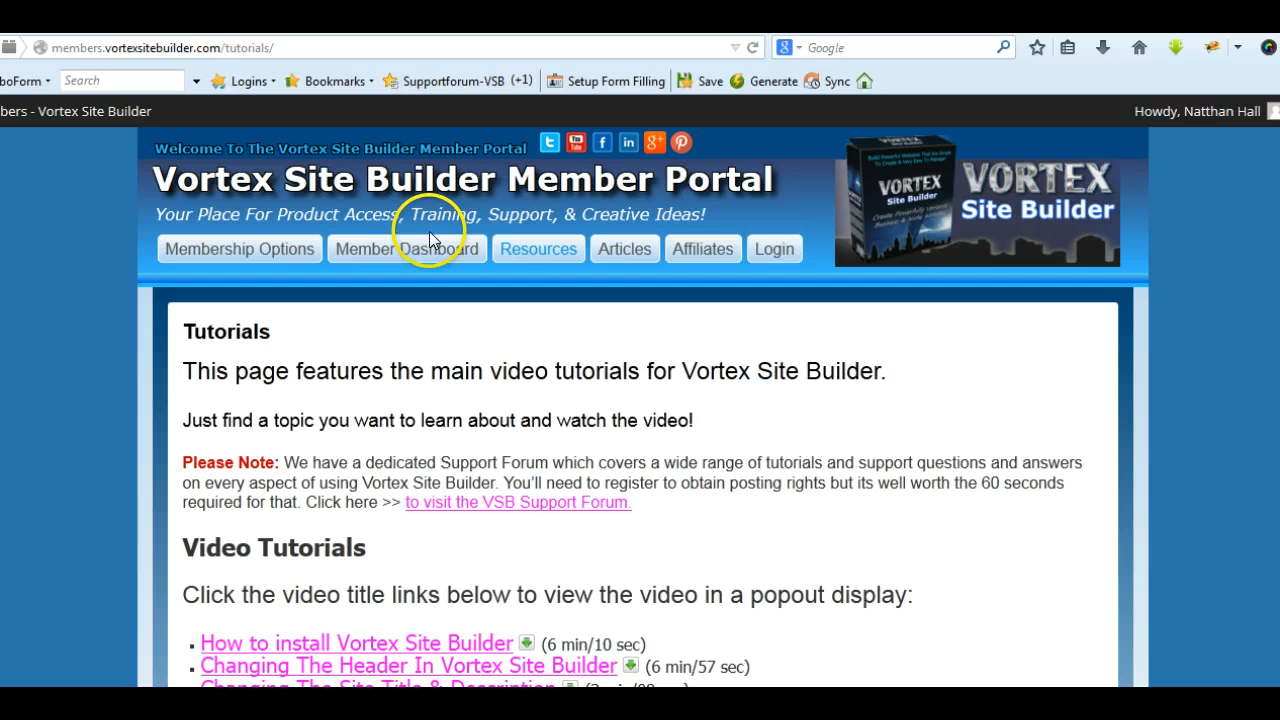 members.vortexsitebuilder.com/tutorials/
Google
boForm
Search
Logins
Bookmarks
Supportforum-VSB (+1)
Setup Form Filling
Save
Generate
Sync
bers - Vortex Site Builder
Howdy, Natthan Hall
Welcome To The Vortex Site Builder Member Portal
Vortex Site Builder Member Portal
Your Place For Product Access, Training, Support, & Creative Ideas!
Membership Options
Member Dashboard
Resources
Articles
Affiliates
Login
VORTEX
Site Builder
VORTEX
Site Builder
Tutorials
This page features the main video tutorials for Vortex Site Builder.
Just find a topic you want to learn about and watch the video!
Please Note: We have a dedicated Support Forum which covers a wide range of tutorials and support questions and answers
on every aspect of using Vortex Site Builder. You'll need to register to obtain posting rights but its well worth the 60 seconds
required for that. Click here >> to visit the VSB Support Forum.
Video Tutorials
Click the video title links below to view the video in a popout display:
How to install Vortex Site Builder (6 min/10 sec)
Changing The Header In Vortex Site Builder (6 min/57 sec)
Changing The Site Title & Description